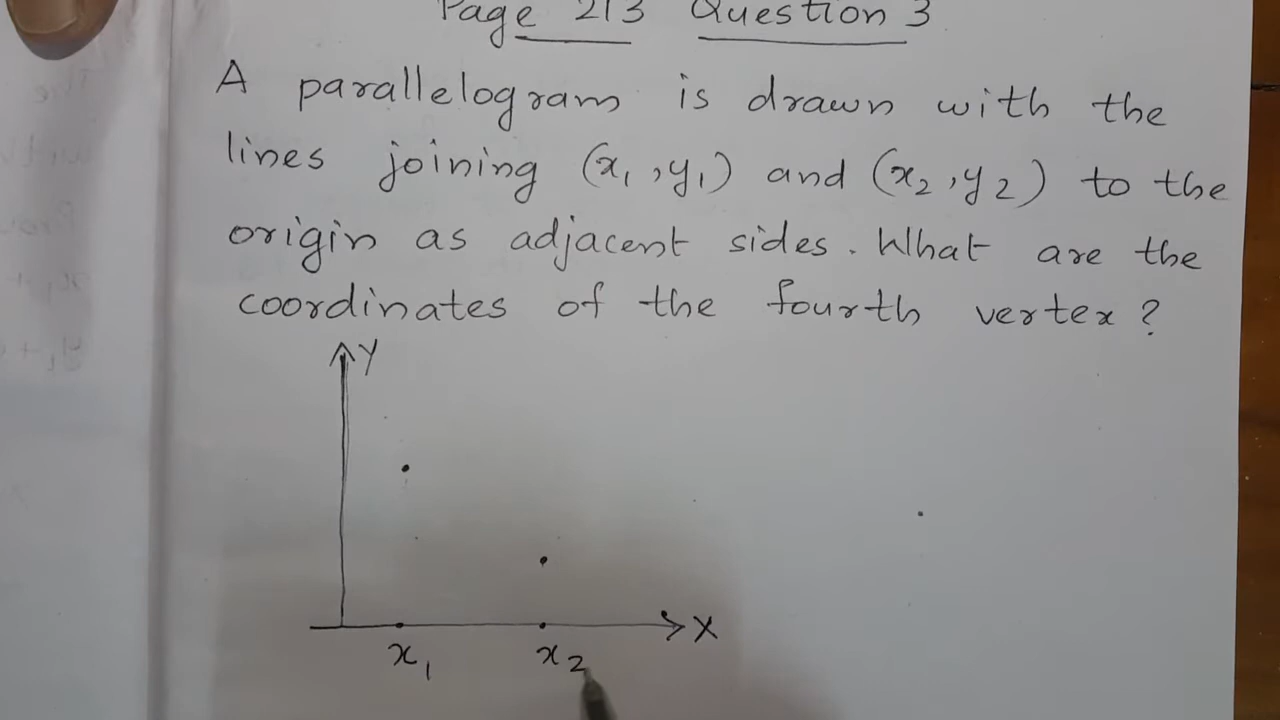 Page 213 Question 3
A parallelogram is drawn with the
lines joining (x₁,y₁) and (x₂,y₂) to the
origin as adjacent sides. What are the
coordinates of the fourth vertex?
Y
X
x₁ x₂